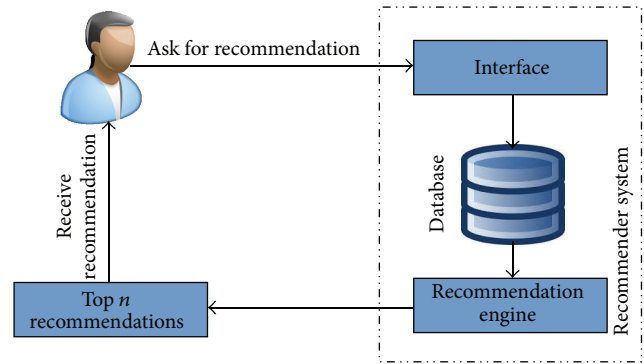 Ask for recommendation
Interface
Database
Recommender system
Receive
recommendation
Top n
recommendations
Recommendation
engine